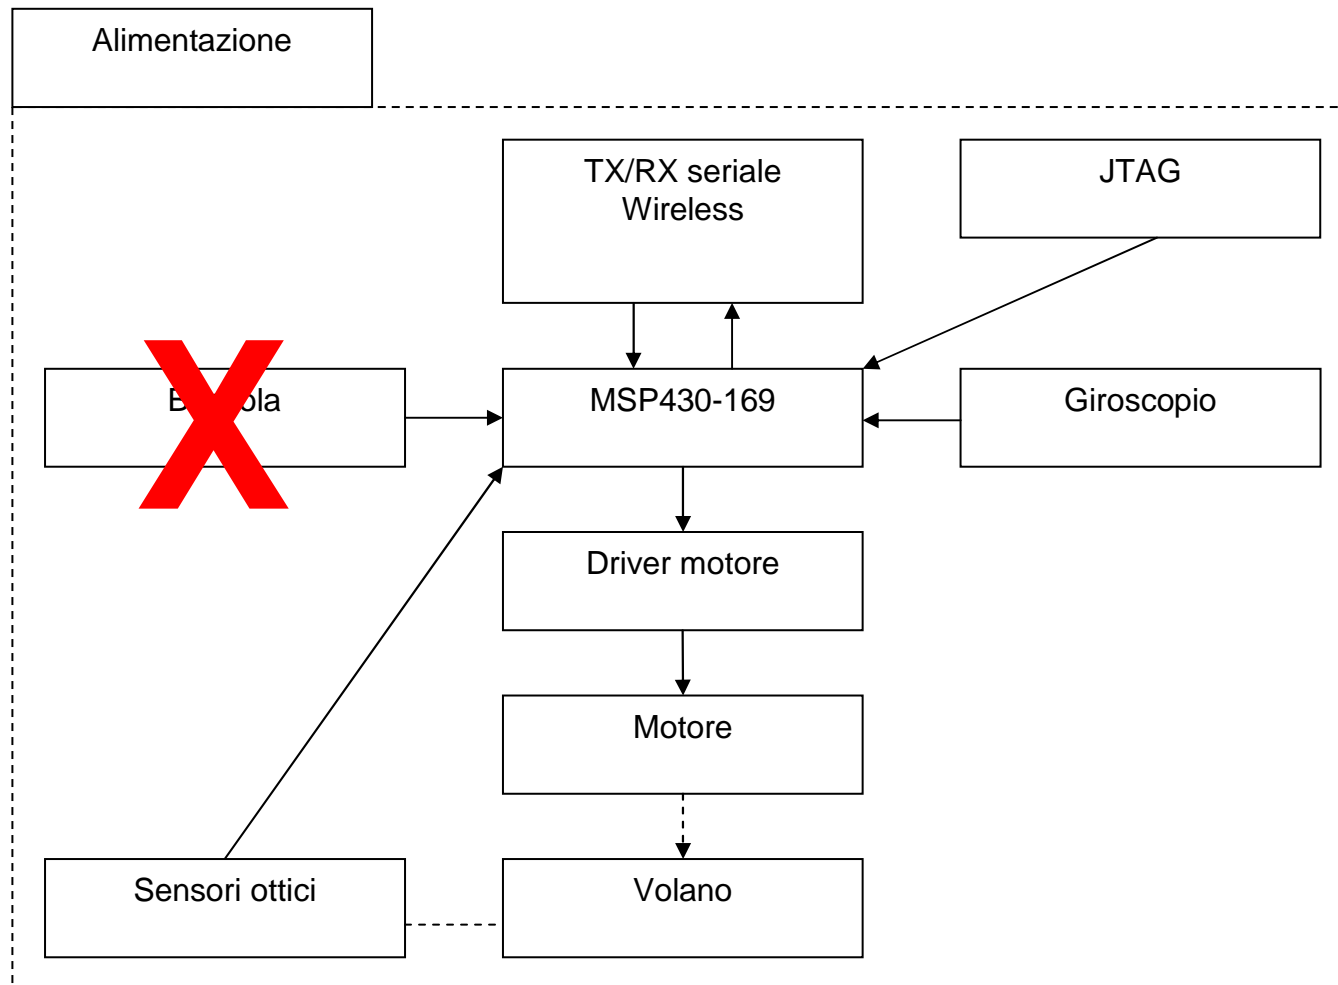 Alimentazione
TX/RX seriale
Wireless
JTAG
MSP430-169
Giroscopio
Driver motore
Motore
Sensori ottici
Volano